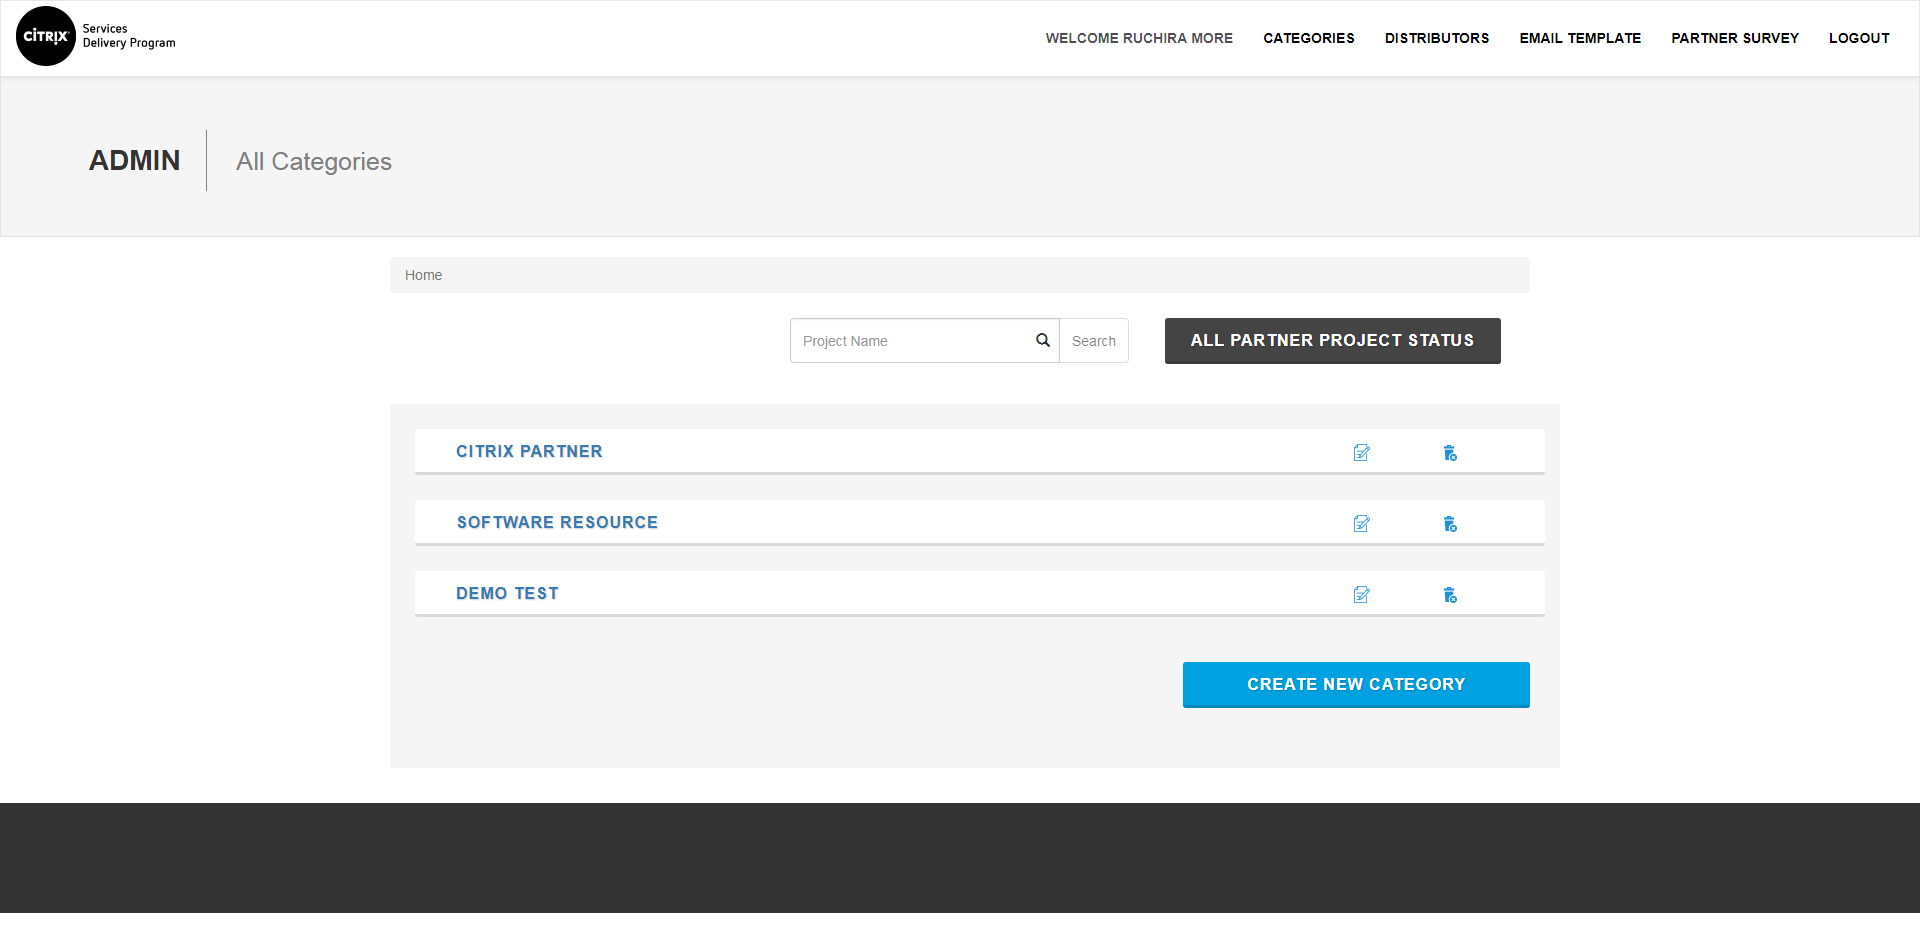 CITRIX
Services
Delivery Program
WELCOME RUCHIRA MORE
CATEGORIES
DISTRIBUTORS
EMAIL TEMPLATE
PARTNER SURVEY
LOGOUT
ADMIN
All Categories
Home
Project Name
Search
ALL PARTNER PROJECT STATUS
CITRIX PARTNER
SOFTWARE RESOURCE
DEMO TEST
CREATE NEW CATEGORY